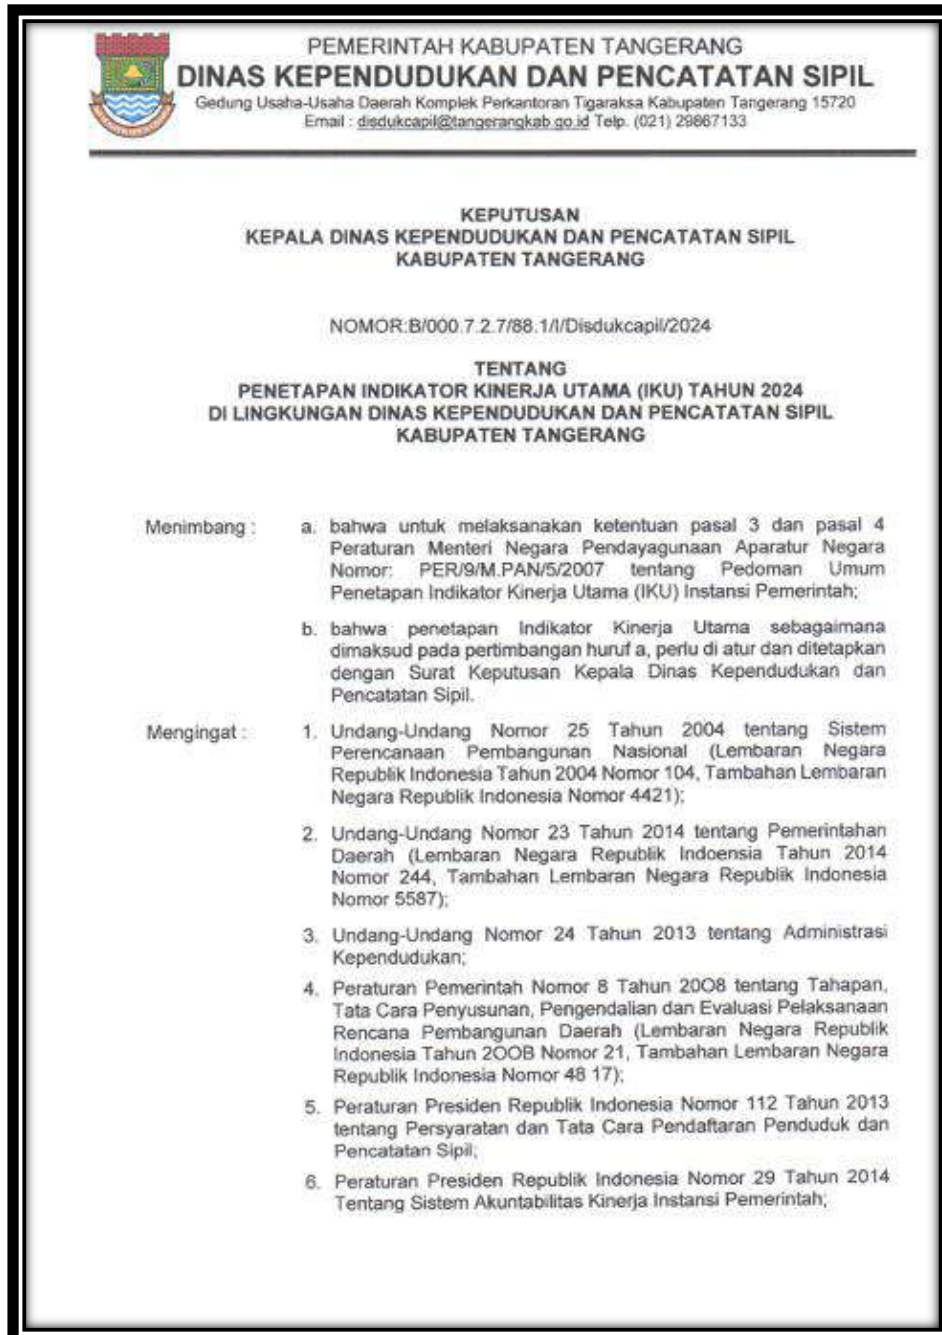 PEMERINTAH KABUPATEN TANGERANG
DINAS KEPENDUDUKAN DAN PENCATATAN SIPIL
Gedung Usaha-Usaha Daerah Komplek Perkantoran Tigaraksa Kabupaten Tangerang 15720
Email : disdukcapil@tangerangkab.go.id Telp. (021) 29867133
KEPUTUSAN
KEPALA DINAS KEPENDUDUKAN DAN PENCATATAN SIPIL
KABUPATEN TANGERANG
NOMOR:B/000.7.2.7/88.1/I/Disdukcapil/2024
TENTANG
PENETAPAN INDIKATOR KINERJA UTAMA (IKU) TAHUN 2024
DI LINGKUNGAN DINAS KEPENDUDUKAN DAN PENCATATAN SIPIL
KABUPATEN TANGERANG
Menimbang : a. bahwa untuk melaksanakan ketentuan pasal 3 dan pasal 4
Peraturan Menteri Negara Pendayagunaan Aparatur Negara
Nomor: PER/9/M.PAN/5/2007 tentang Pedoman Umum
Penetapan Indikator Kinerja Utama (IKU) Instansi Pemerintah;
b. bahwa penetapan Indikator Kinerja Utama sebagaimana
dimaksud pada pertimbangan huruf a, perlu di atur dan ditetapkan
dengan Surat Keputusan Kepala Dinas Kependudukan dan
Pencatatan Sipil.
Mengingat : 1. Undang-Undang Nomor 25 Tahun 2004 tentang Sistem
Perencanaan Pembangunan Nasional (Lembaran Negara
Republik Indonesia Tahun 2004 Nomor 104, Tambahan Lembaran
Negara Republik Indonesia Nomor 4421);
2. Undang-Undang Nomor 23 Tahun 2014 tentang Pemerintahan
Daerah (Lembaran Negara Republik Indoensia Tahun 2014
Nomor 244, Tambahan Lembaran Negara Republik Indonesia
Nomor 5587);
3. Undang-Undang Nomor 24 Tahun 2013 tentang Administrasi
Kependudukan;
4. Peraturan Pemerintah Nomor 8 Tahun 2OO8 tentang Tahapan,
Tata Cara Penyusunan, Pengendalian dan Evaluasi Pelaksanaan
Rencana Pembangunan Daerah (Lembaran Negara Republik
Indonesia Tahun 2OOB Nomor 21, Tambahan Lembaran Negara
Republik Indonesia Nomor 48 17);
5. Peraturan Presiden Republik Indonesia Nomor 112 Tahun 2013
tentang Persyaratan dan Tata Cara Pendaftaran Penduduk dan
Pencatatan Sipil;
6. Peraturan Presiden Republik Indonesia Nomor 29 Tahun 2014
Tentang Sistem Akuntabilitas Kinerja Instansi Pemerintah;